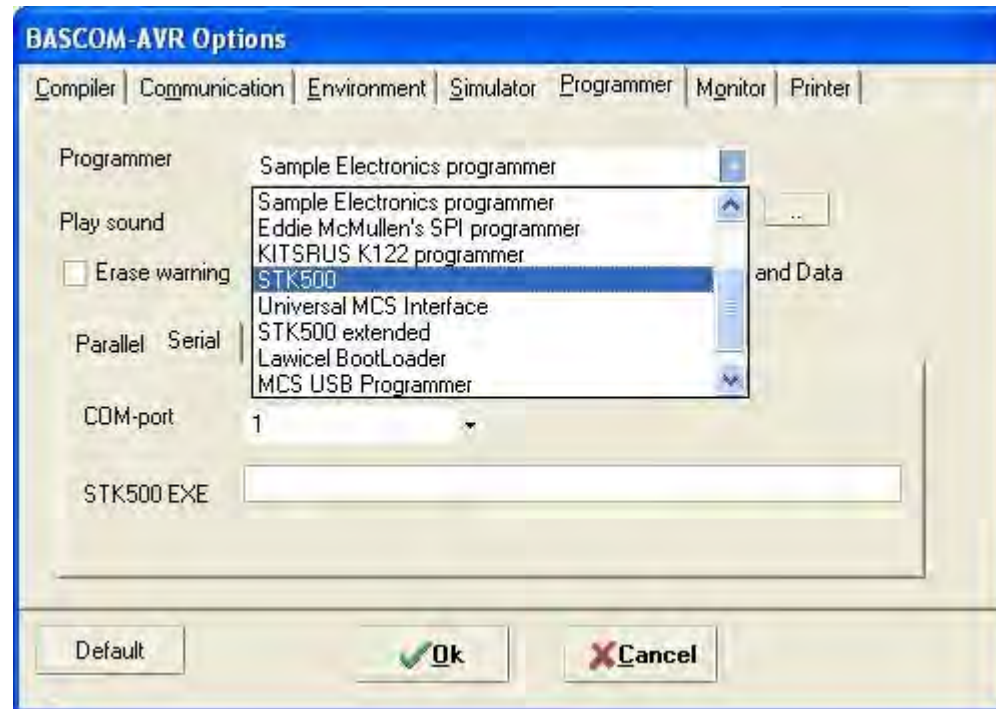 BASCOM-AVR Options
Compiler Communication Environment Simulator Programmer Monitor Printer
Programmer Sample Electronics programmer
Sample Electronics programmer
Play sound ..
Eddie McMullen's SPI programmer
KITSRUS K122 programmer
Erase warning STK500 and Data
Universal MCS Interface
Parallel Serial STK500 extended
Lawicel BootLoader
MCS USB Programmer
COM-port 1
STK500 EXE
Default Ok Cancel